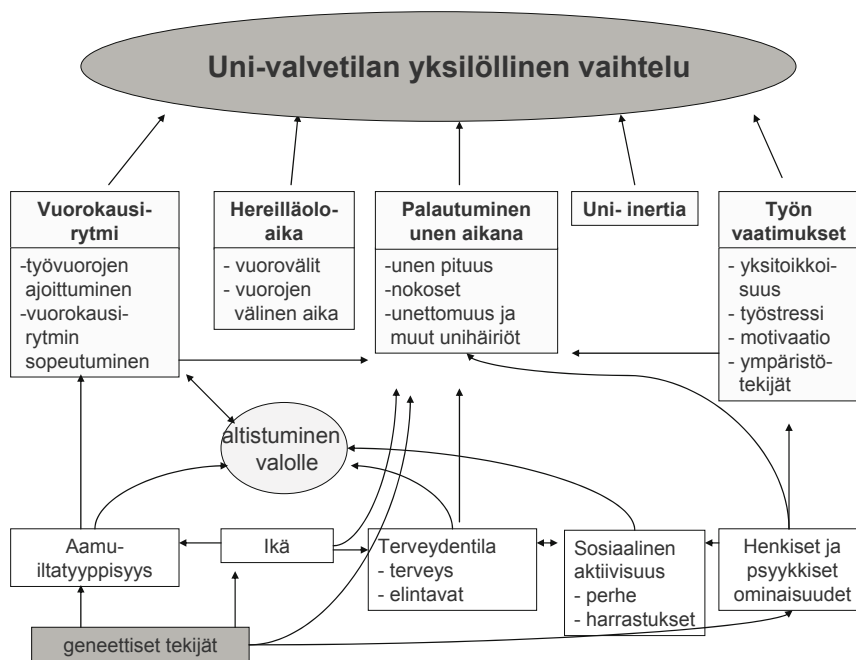 Uni-valvetilan yksilöllinen vaihtelu
Vuorokausi-
rytmi
-työvuorojen
ajoittuminen
-vuorokausi-
rytmin
sopeutuminen
Hereilläolo-
aika
- vuorovälit
- vuorojen
välinen aika
Palautuminen
unen aikana
-unen pituus
-nokoset
-unettomuus ja
muut unihäiriöt
Uni- inertia
Työn
vaatimukset
- yksitoikkoi-
suus
- työstressi
- motivaatio
- ympäristö-
tekijät
altistuminen
valolle
Aamu-
iltatyyppisyys
Ikä
Terveydentila
- terveys
- elintavat
Sosiaalinen
aktiivisuus
- perhe
- harrastukset
Henkiset ja
psyykkiset
ominaisuudet
geneettiset tekijät